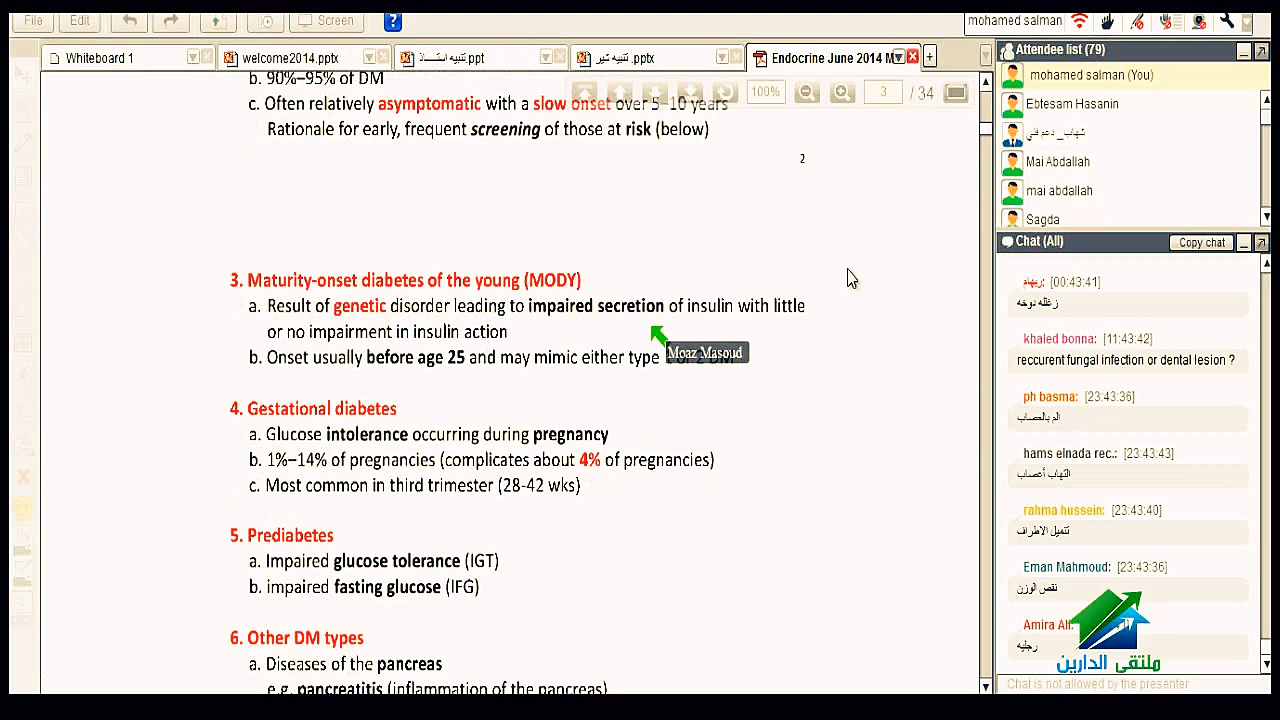 File Edit Screen ? mohamed salman
Whiteboard 1 welcome2014.pptx تنبيه استـــاذ.ppt تنبيه شير.pptx Endocrine June 2014 M +
100% 3 / 34
b. 90%–95% of DM
c. Often relatively asymptomatic with a slow onset over 5–10 years
Rationale for early, frequent screening of those at risk (below)
2
3. Maturity-onset diabetes of the young (MODY)
a. Result of genetic disorder leading to impaired secretion of insulin with little
or no impairment in insulin action
Moaz Masoud
b. Onset usually before age 25 and may mimic either type
4. Gestational diabetes
a. Glucose intolerance occurring during pregnancy
b. 1%–14% of pregnancies (complicates about 4% of pregnancies)
c. Most common in third trimester (28-42 wks)
5. Prediabetes
a. Impaired glucose tolerance (IGT)
b. impaired fasting glucose (IFG)
6. Other DM types
a. Diseases of the pancreas
e.g. pancreatitis (inflammation of the pancreas)
Attendee list (79)
mohamed salman (You)
Ebtesam Hasanin
شهاب_ دعم فني
Mai Abdallah
mai abdallah
Sagda
Chat (All) Copy chat
ريهام: [00:43:41]
زغلله دوخه
khaled bonna: [11:43:42]
reccurent fungal infection or dental lesion ?
ph basma: [23:43:36]
الم بالعصاب
hams elnada rec.: [23:43:43]
التهاب أعصاب
rahma hussein: [23:43:40]
تنميل الاطراف
Eman Mahmoud: [23:43:36]
نقص الوزن
Amira Ali:
رجليه
ملتقى الدارين
Chat is not allowed by the presenter